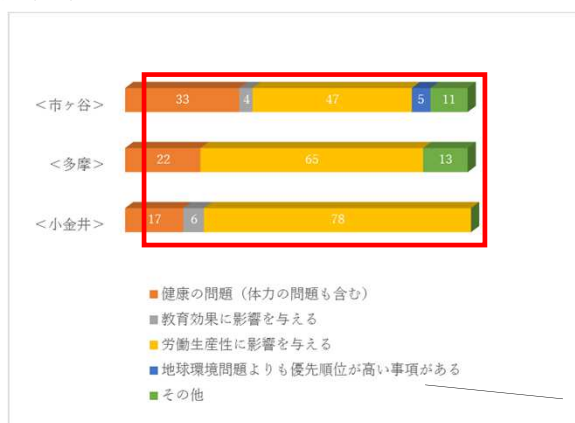 <市ヶ谷> 33 4 47 5 11
<多摩> 22 65 13
<小金井> 17 6 78
健康の問題（体力の問題も含む）
教育効果に影響を与える
労働生産性に影響を与える
地球環境問題よりも優先順位が高い事項がある
その他